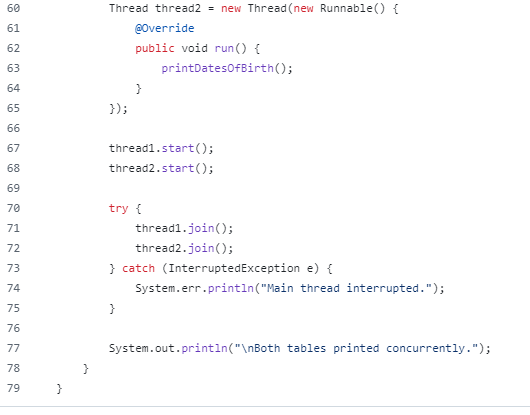 60            Thread thread2 = new Thread(new Runnable() {
61                @Override
62                public void run() {
63                    printDatesOfBirth();
64                }
65            });
66
67            thread1.start();
68            thread2.start();
69
70            try {
71                thread1.join();
72                thread2.join();
73            } catch (InterruptedException e) {
74                System.err.println("Main thread interrupted.");
75            }
76
77            System.out.println("\nBoth tables printed concurrently.");
78        }
79    }